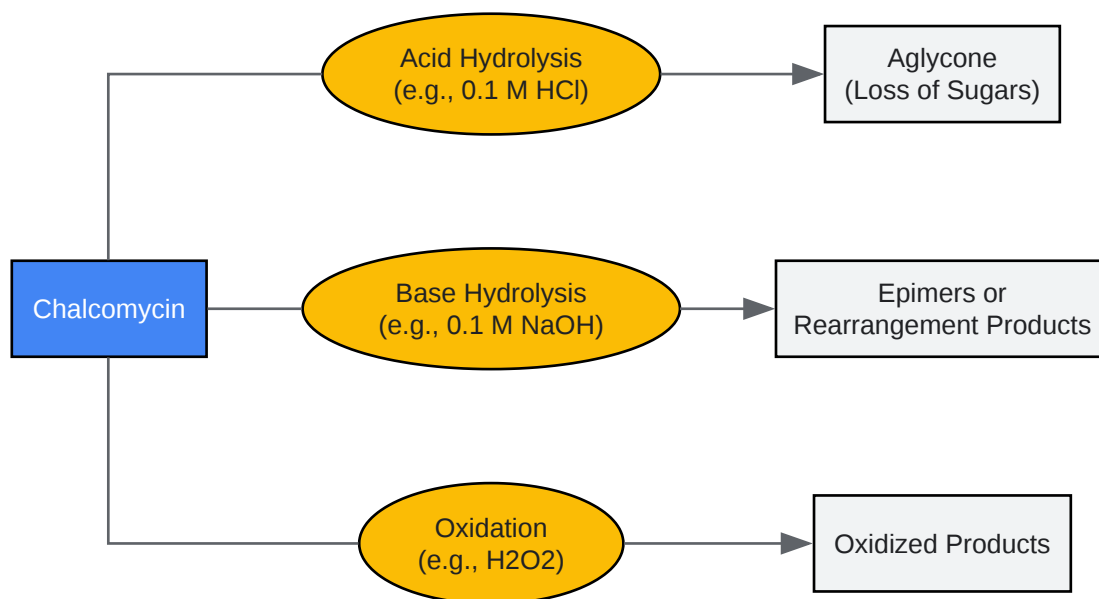 Acid Hydrolysis
(e.g., 0.1 M HCl)
Aglycone
(Loss of Sugars)
Chalcomycin
Base Hydrolysis
(e.g., 0.1 M NaOH)
Epimers or
Rearrangement Products
Oxidation
(e.g., H2O2)
Oxidized Products